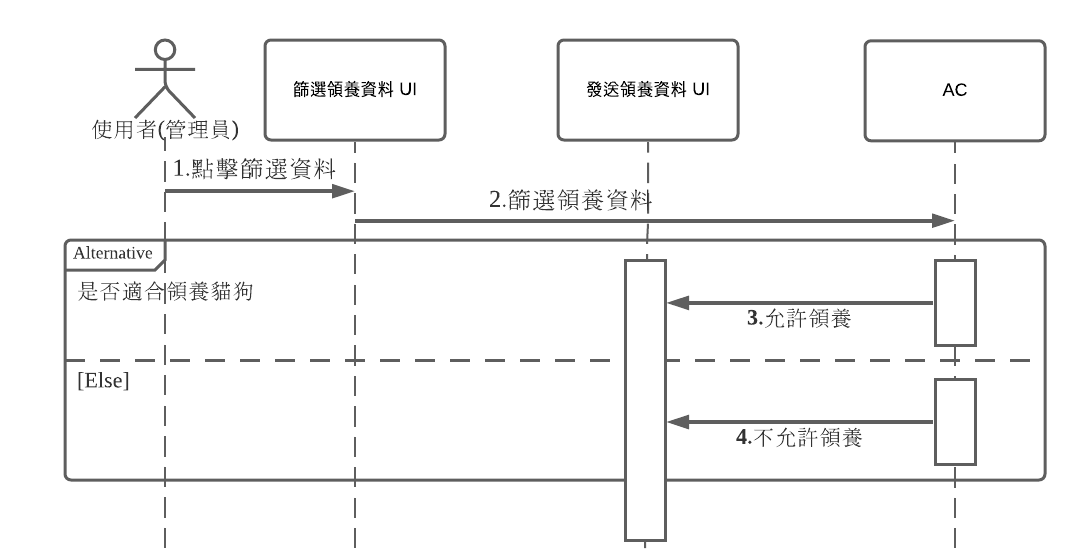 篩選領養資料 UI
發送領養資料 UI
AC
使用者(管理員)
1.點擊篩選資料
2.篩選領養資料
Alternative
是否適合領養貓狗
3.允許領養
[Else]
4.不允許領養